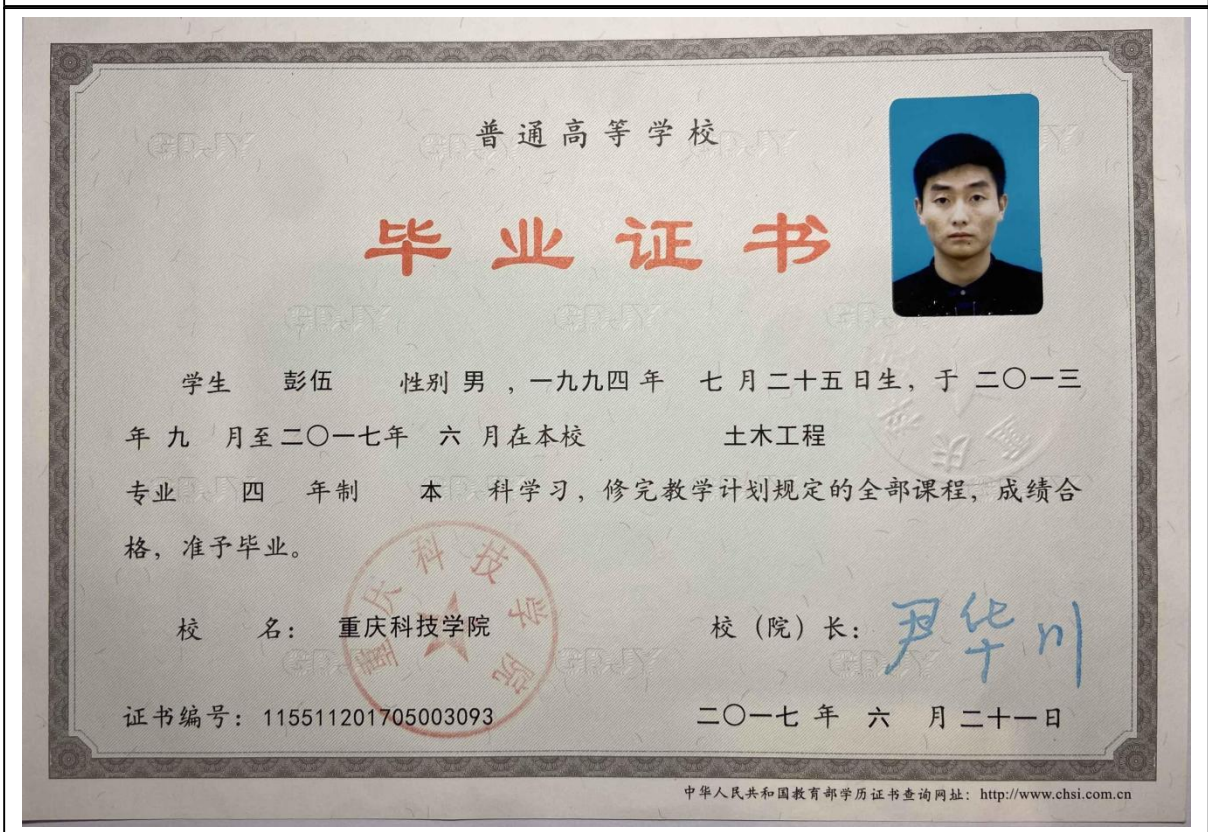 普通高等学校
毕业证书
学生 彭伍 性别 男 ，一九九四 年 七 月 二十五 日生，于 二〇一三
年 九 月至 二〇一七年 六 月在本校 土木工程
专业 四 年制 本 科学习，修完教学计划规定的全部课程，成绩合
格，准予毕业。
校 名： 重庆科技学院
校（院）长： 尹华川
重庆科技学院
证书编号： 115511201705003093
二〇一七 年 六 月 二十一 日
中华人民共和国教育部学历证书查询网址：http://www.chsi.com.cn